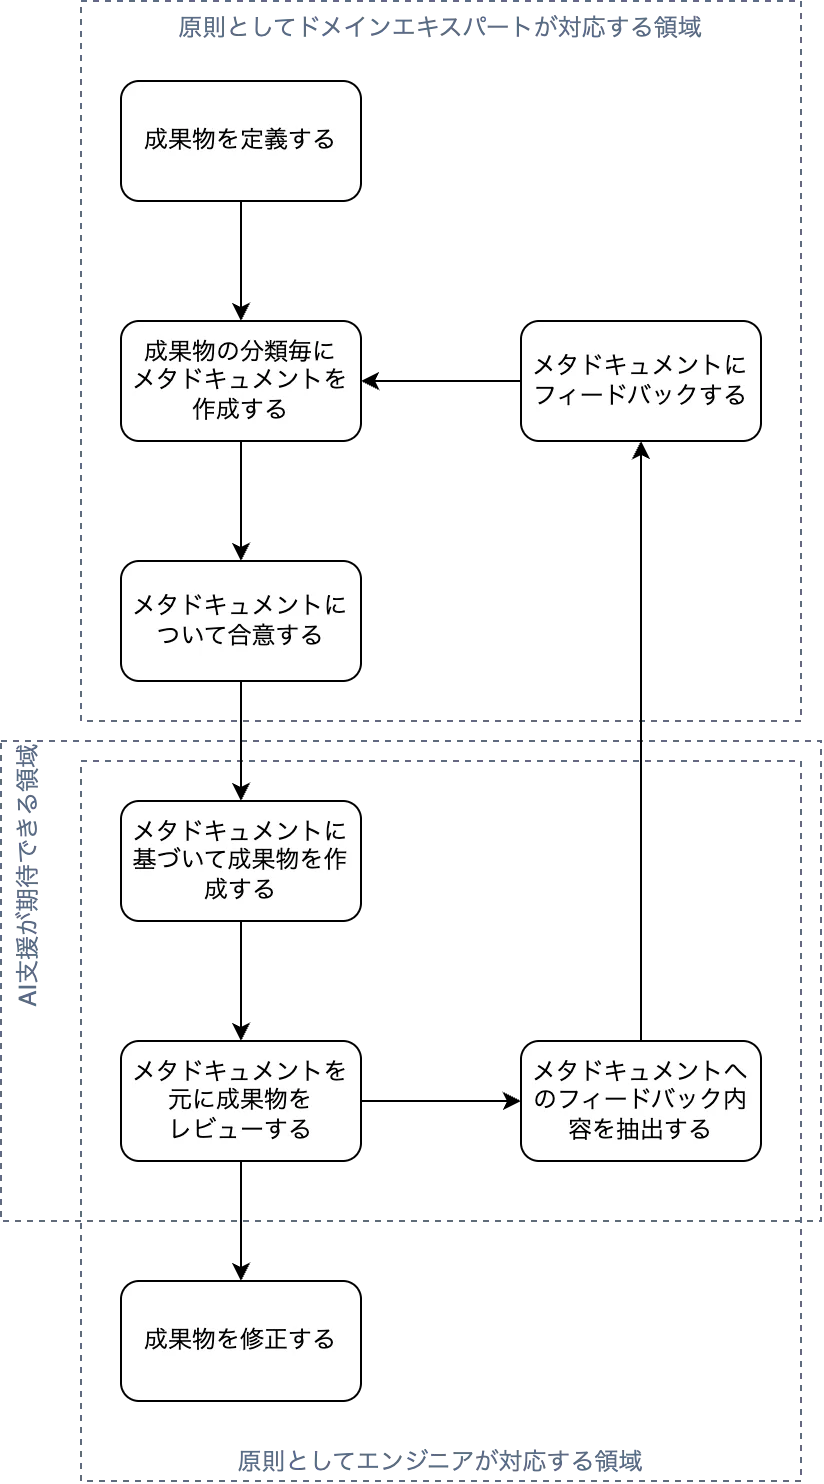 原則としてドメインエキスパートが対応する領域
成果物を定義する
成果物の分類毎に
メタドキュメントを
作成する
メタドキュメントに
フィードバックする
メタドキュメントに
ついて合意する
AI支援が期待できる領域
メタドキュメントに
基づいて成果物を作
成する
メタドキュメントを
元に成果物を
レビューする
メタドキュメントへ
のフィードバック内
容を抽出する
成果物を修正する
原則としてエンジニアが対応する領域